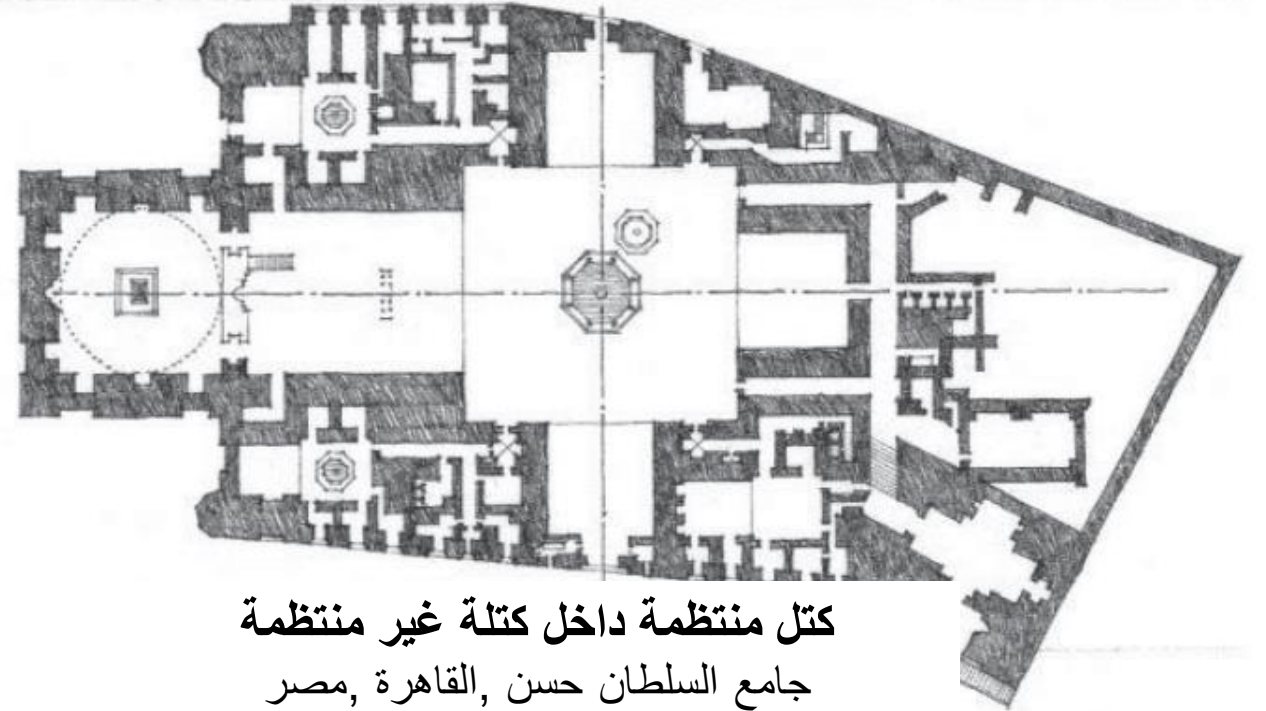 كتل منتظمة داخل كتلة غير منتظمة
جامع السلطان حسن ,القاهرة ,مصر